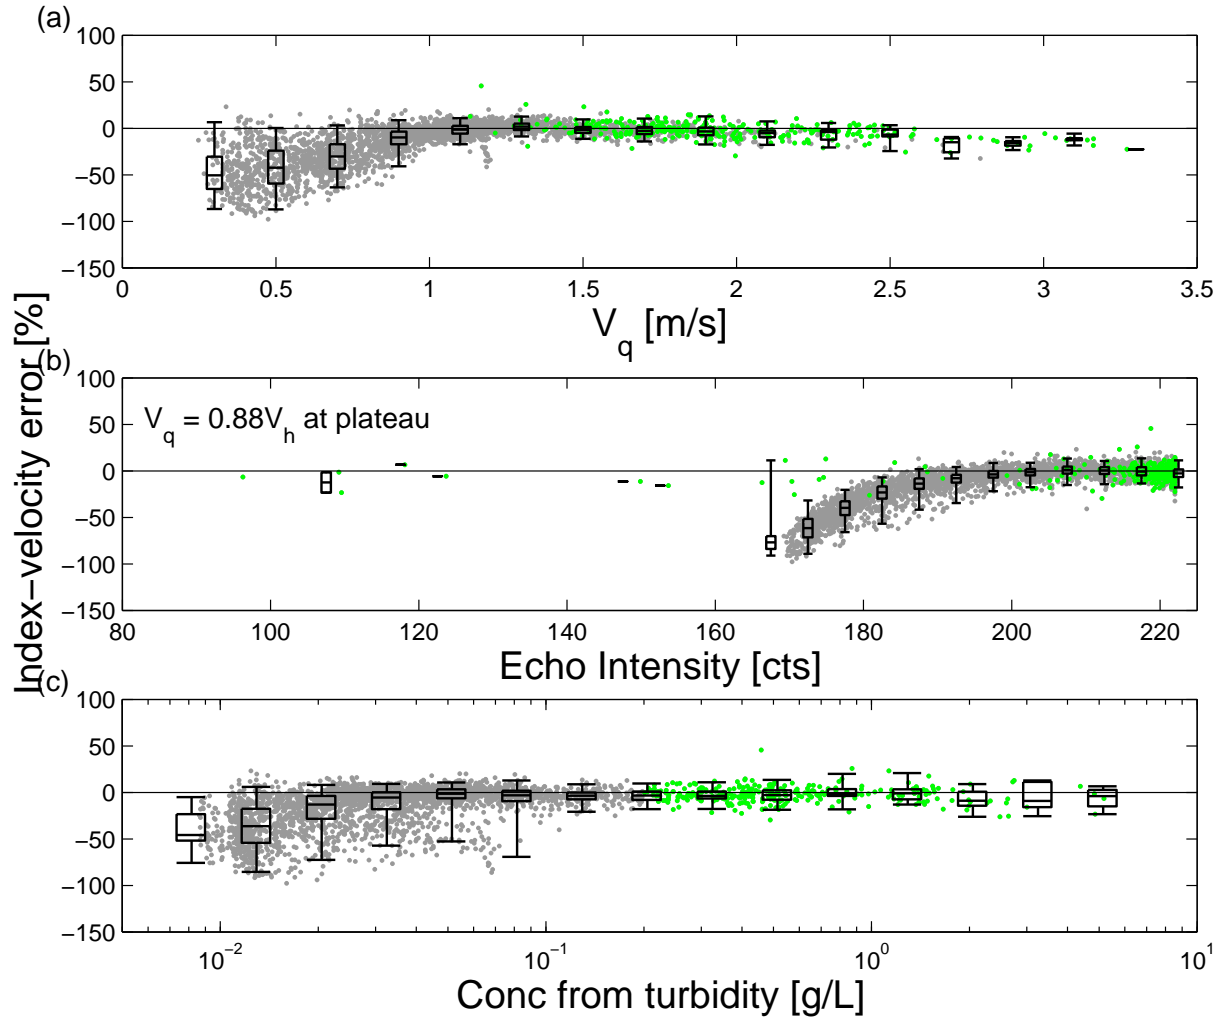 (a)
100
50
0
−50
−100
−150
0 0.5 1 1.5 2 2.5 3 3.5
V_q [m/s]
Index−velocity error [%]
(b)
100
50
0
−50
−100
−150
V_q = 0.88V_h at plateau
80 100 120 140 160 180 200 220
Echo Intensity [cts]
(c)
100
50
0
−50
−100
−150
10^−2 10^−1 10^0 10^1
Conc from turbidity [g/L]